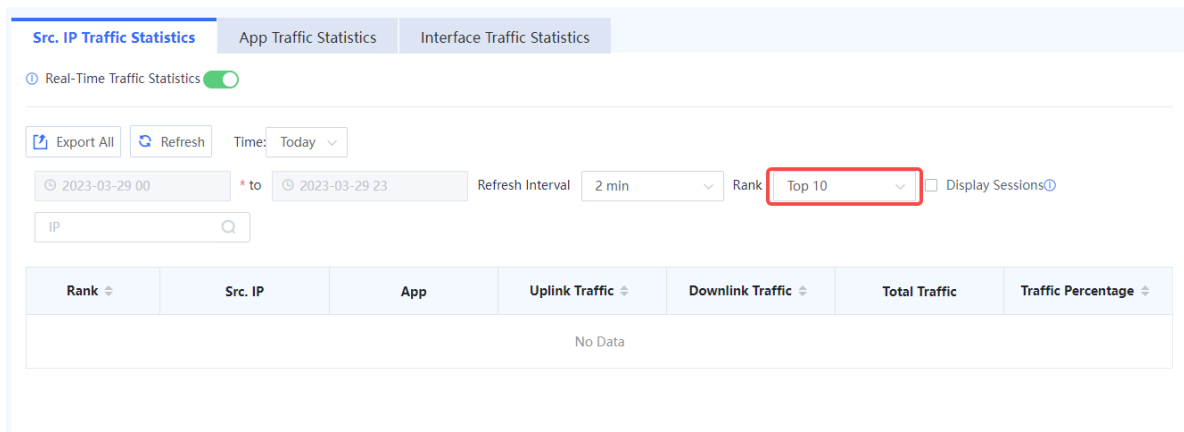 Src. IP Traffic Statistics App Traffic Statistics Interface Traffic Statistics
Real-Time Traffic Statistics
Export All Refresh Time: Today
2023-03-29 00 * to 2023-03-29 23 Refresh Interval 2 min Rank Top 10 Display Sessions
IP
Rank Src. IP App Uplink Traffic Downlink Traffic Total Traffic Traffic Percentage
No Data